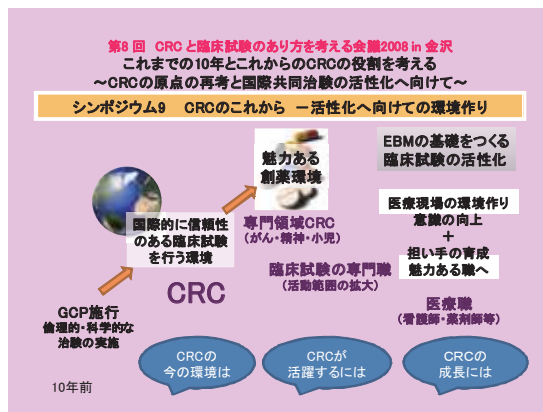 第8回 CRCと臨床試験のあり方を考える会議2008 in 金沢
これまでの10年とこれからのCRCの役割を考える
～CRCの原点の再考と国際共同治験の活性化へ向けて～
シンポジウム9 CRCのこれから －活性化へ向けての環境作り
魅力ある
創薬環境
EBMの基礎をつくる
臨床試験の活性化
国際的に信頼性
のある臨床試験
を行う環境
専門領域CRC
（がん・精神・小児）
医療現場の環境作り
意識の向上
＋
担い手の育成
魅力ある職へ
CRC
臨床試験の専門職
（活動範囲の拡大）
GCP施行
倫理的・科学的な
治験の実施
医療職
（看護師・薬剤師等）
CRCの
今の環境は
CRCが
活躍するには
CRCの
成長には
10年前